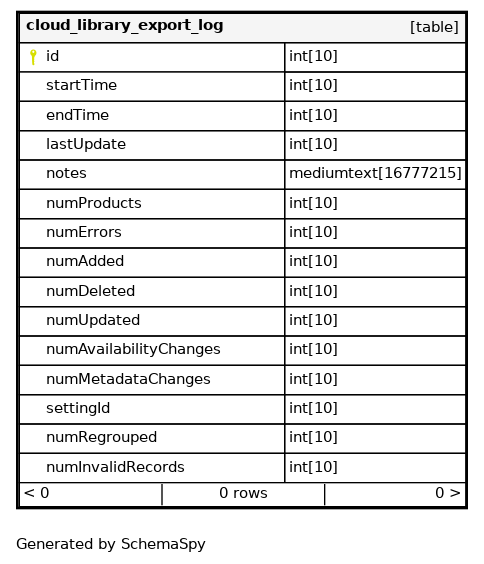 cloud_library_export_log [table]
id int[10]
startTime int[10]
endTime int[10]
lastUpdate int[10]
notes mediumtext[16777215]
numProducts int[10]
numErrors int[10]
numAdded int[10]
numDeleted int[10]
numUpdated int[10]
numAvailabilityChanges int[10]
numMetadataChanges int[10]
settingId int[10]
numRegrouped int[10]
numInvalidRecords int[10]
< 0 0 rows 0 >
Generated by SchemaSpy